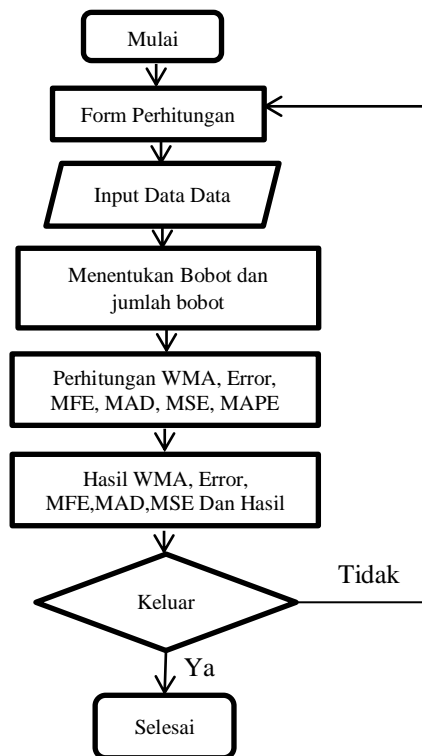 Mulai
Form Perhitungan
Input Data Data
Menentukan Bobot dan
jumlah bobot
Perhitungan WMA, Error,
MFE, MAD, MSE, MAPE
Hasil WMA, Error,
MFE,MAD,MSE Dan Hasil
Keluar
Tidak
Ya
Selesai